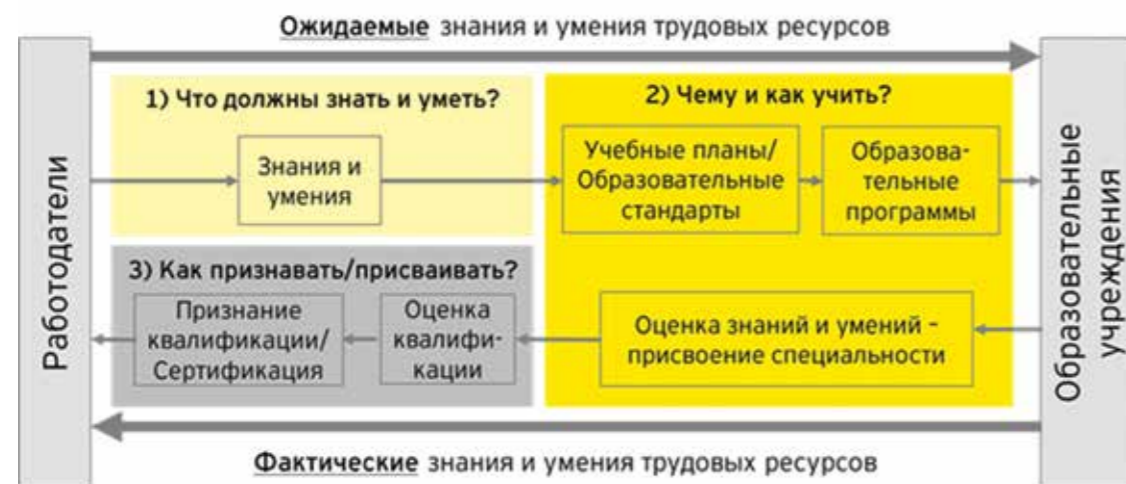 Ожидаемые знания и умения трудовых ресурсов
Работодатели
1) Что должны знать и уметь?
Знания и
умения
2) Чему и как учить?
Учебные планы/
Образовательные
стандарты
Образова-
тельные
программы
Образовательные
учреждения
3) Как признавать/присваивать?
Признание
квалификации/
Сертификация
Оценка
квалифи-
кации
Оценка знаний и умений –
присвоение специальности
Фактические знания и умения трудовых ресурсов